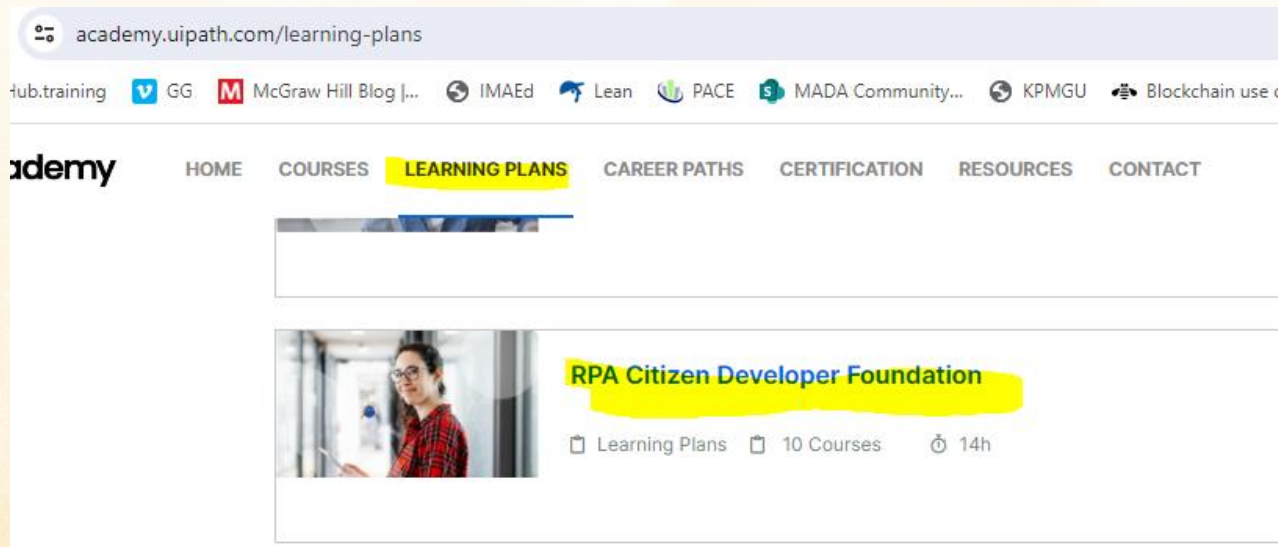 academy.uipath.com/learning-plans
Hub.training GG McGraw Hill Blog |... IMAEd Lean PACE MADA Community... KPMGU Blockchain use
ademy HOME COURSES LEARNING PLANS CAREER PATHS CERTIFICATION RESOURCES CONTACT
RPA Citizen Developer Foundation
Learning Plans 10 Courses 14h